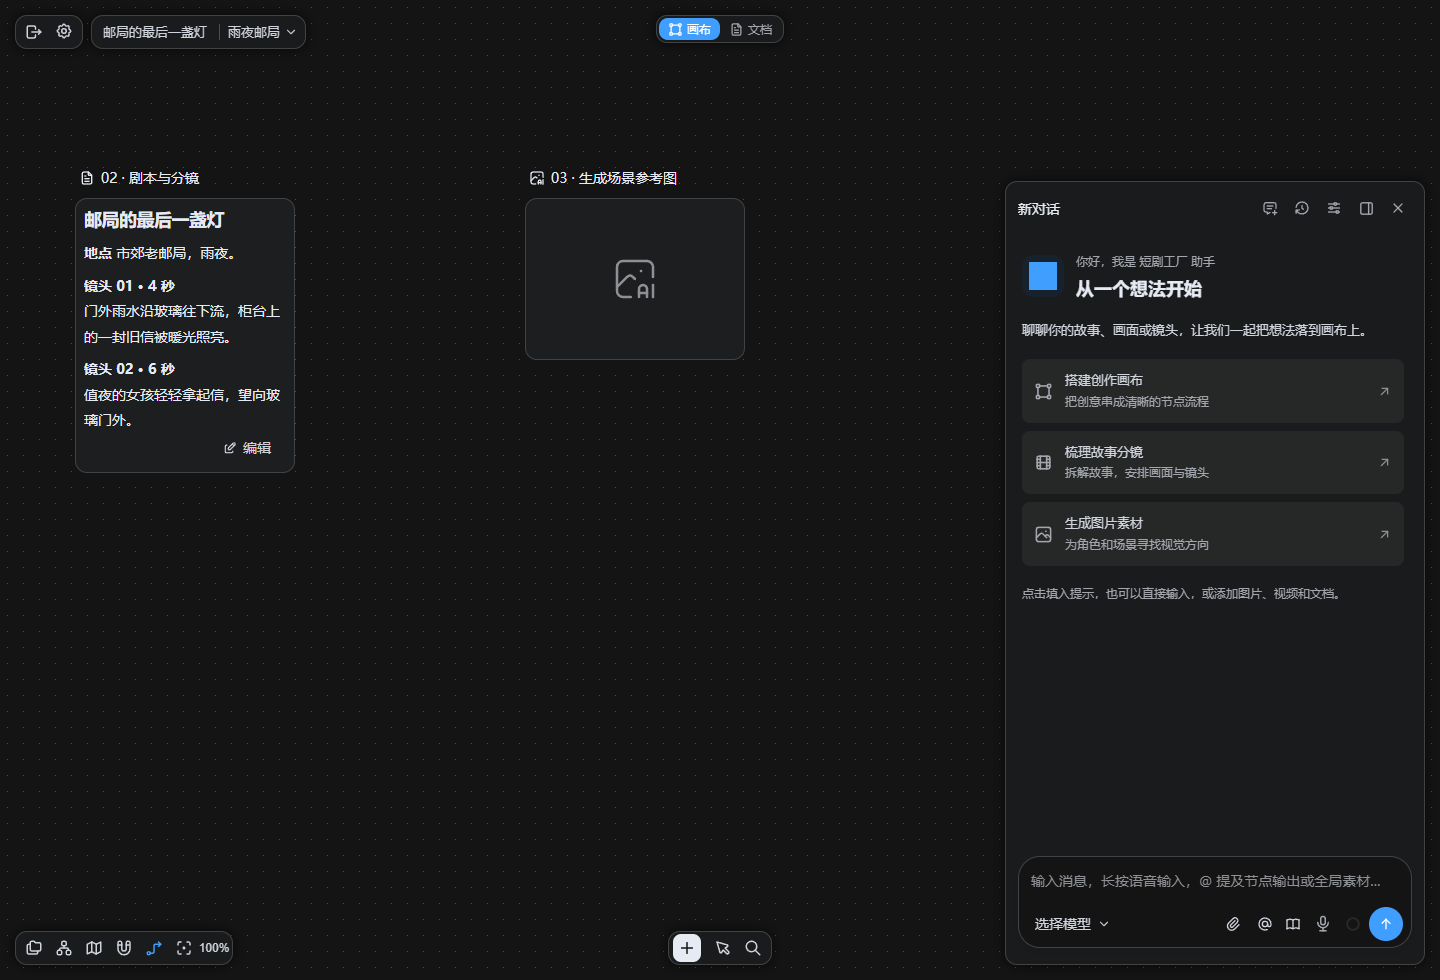 邮局的最后一盏灯
雨夜邮局
画布
文档
02 · 剧本与分镜
邮局的最后一盏灯
地点 市郊老邮局，雨夜。
镜头 01 • 4 秒
门外雨水沿玻璃往下流，柜台上
的一封旧信被暖光照亮。
镜头 02 • 6 秒
值夜的女孩轻轻拿起信，望向玻
璃门外。
编辑
03 · 生成场景参考图
AI
新对话
你好，我是 短剧工厂 助手
从一个想法开始
聊聊你的故事、画面或镜头，让我们一起把想法落到画布上。
搭建创作画布
把创意串成清晰的节点流程
梳理故事分镜
拆解故事，安排画面与镜头
生成图片素材
为角色和场景寻找视觉方向
点击填入提示，也可以直接输入，或添加图片、视频和文档。
输入消息，长按语音输入，@ 提及节点输出或全局素材...
选择模型
100%